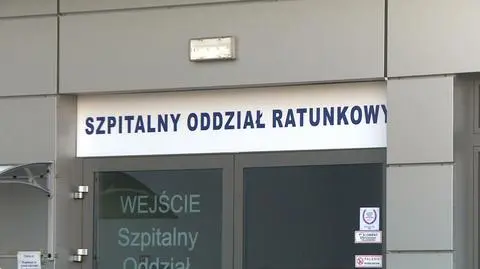 SZPITALNY ODDZIAŁ RATUNKOWY
WEJŚCIE
Szpitalny
Oddział